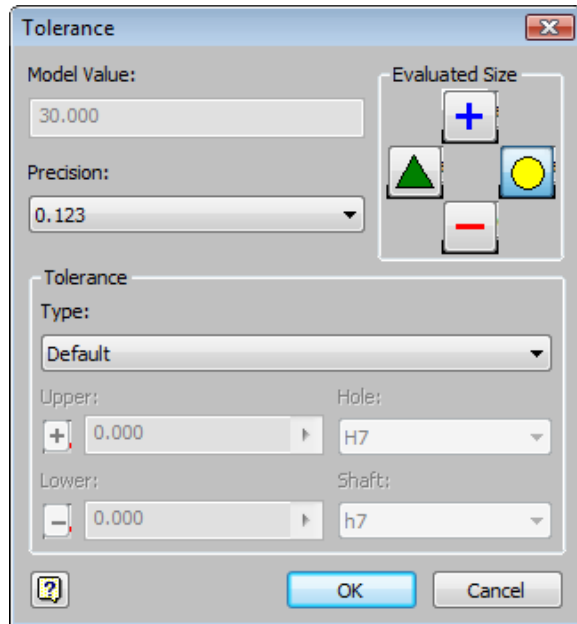 Tolerance
Model Value:
30.000
Evaluated Size
Precision:
0.123
Tolerance
Type:
Default
Upper:
Hole:
0.000
H7
Lower:
Shaft:
0.000
h7
OK
Cancel